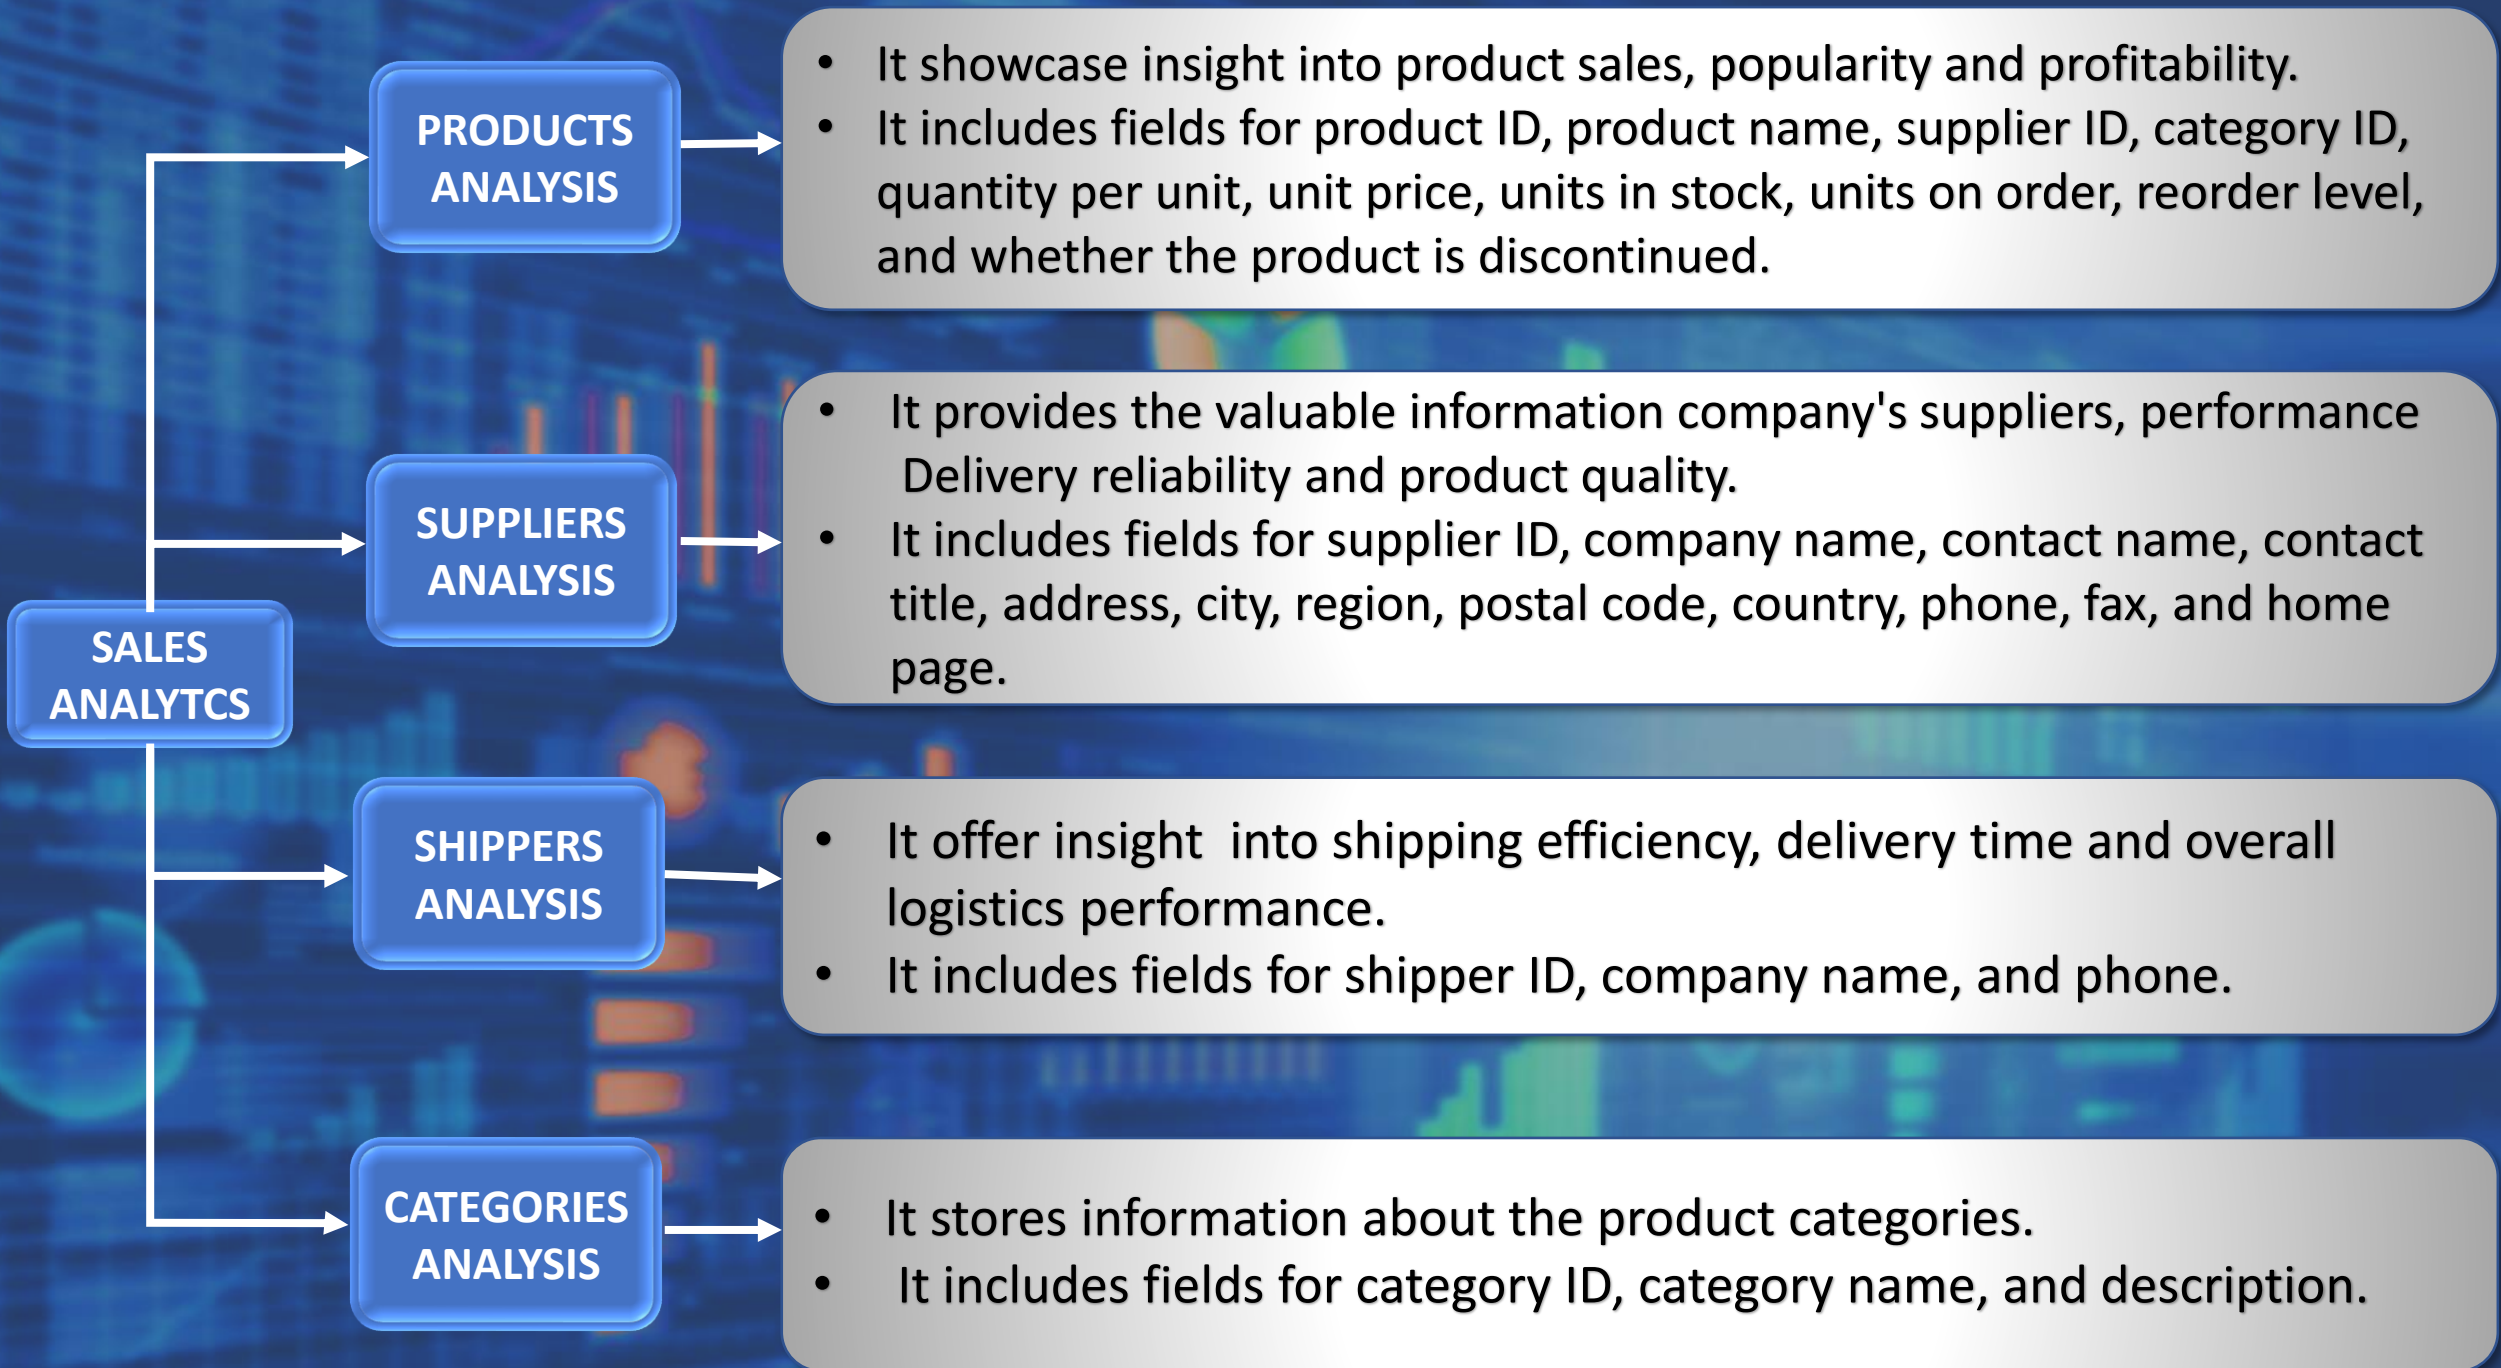 PRODUCTS
ANALYSIS
• It showcase insight into product sales, popularity and profitability.
• It includes fields for product ID, product name, supplier ID, category ID,
quantity per unit, unit price, units in stock, units on order, reorder level,
and whether the product is discontinued.
SUPPLIERS
ANALYSIS
• It provides the valuable information company's suppliers, performance
Delivery reliability and product quality.
• It includes fields for supplier ID, company name, contact name, contact
title, address, city, region, postal code, country, phone, fax, and home
page.
SALES
ANALYTCS
SHIPPERS
ANALYSIS
• It offer insight  into shipping efficiency, delivery time and overall
logistics performance.
• It includes fields for shipper ID, company name, and phone.
CATEGORIES
ANALYSIS
• It stores information about the product categories.
• It includes fields for category ID, category name, and description.